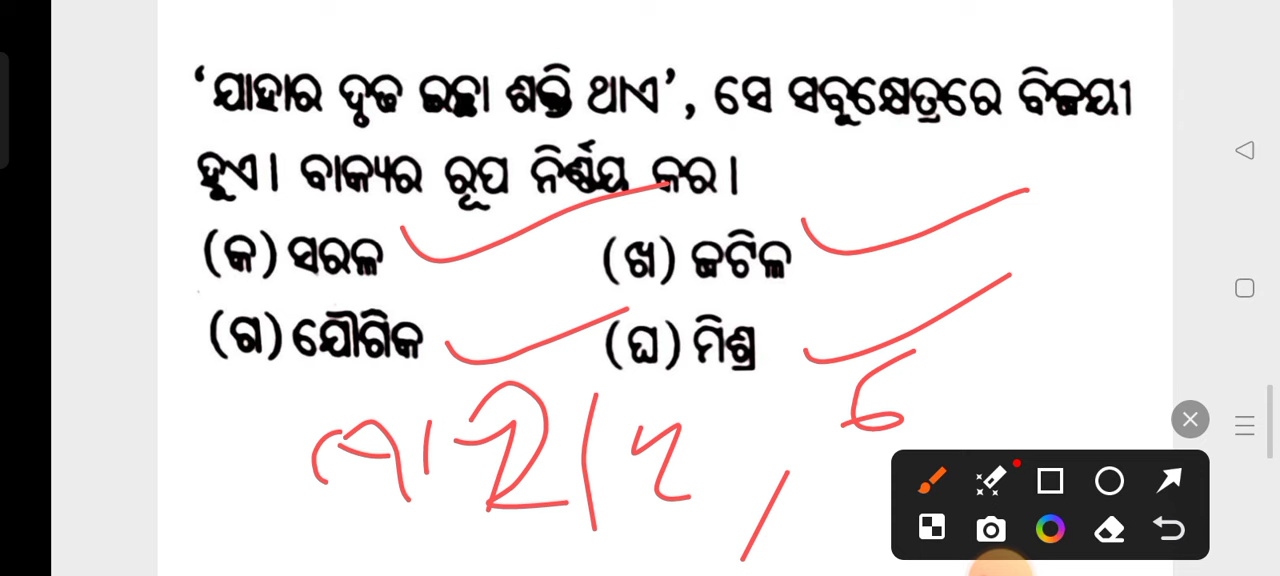 ‘ଯାହାର ଦୃଢ ଇଚ୍ଛା ଶକ୍ତି ଥାଏ’, ସେ ସବୁକ୍ଷେତ୍ରରେ ବିଜୟୀ
ହୁଏ। ବାକ୍ୟର ରୂପ ନିର୍ଣ୍ଣୟ କର।
(କ) ସରଳ (ଖ) ଜଟିଳ
(ଗ) ଯୌଗିକ (ଘ) ମିଶ୍ର